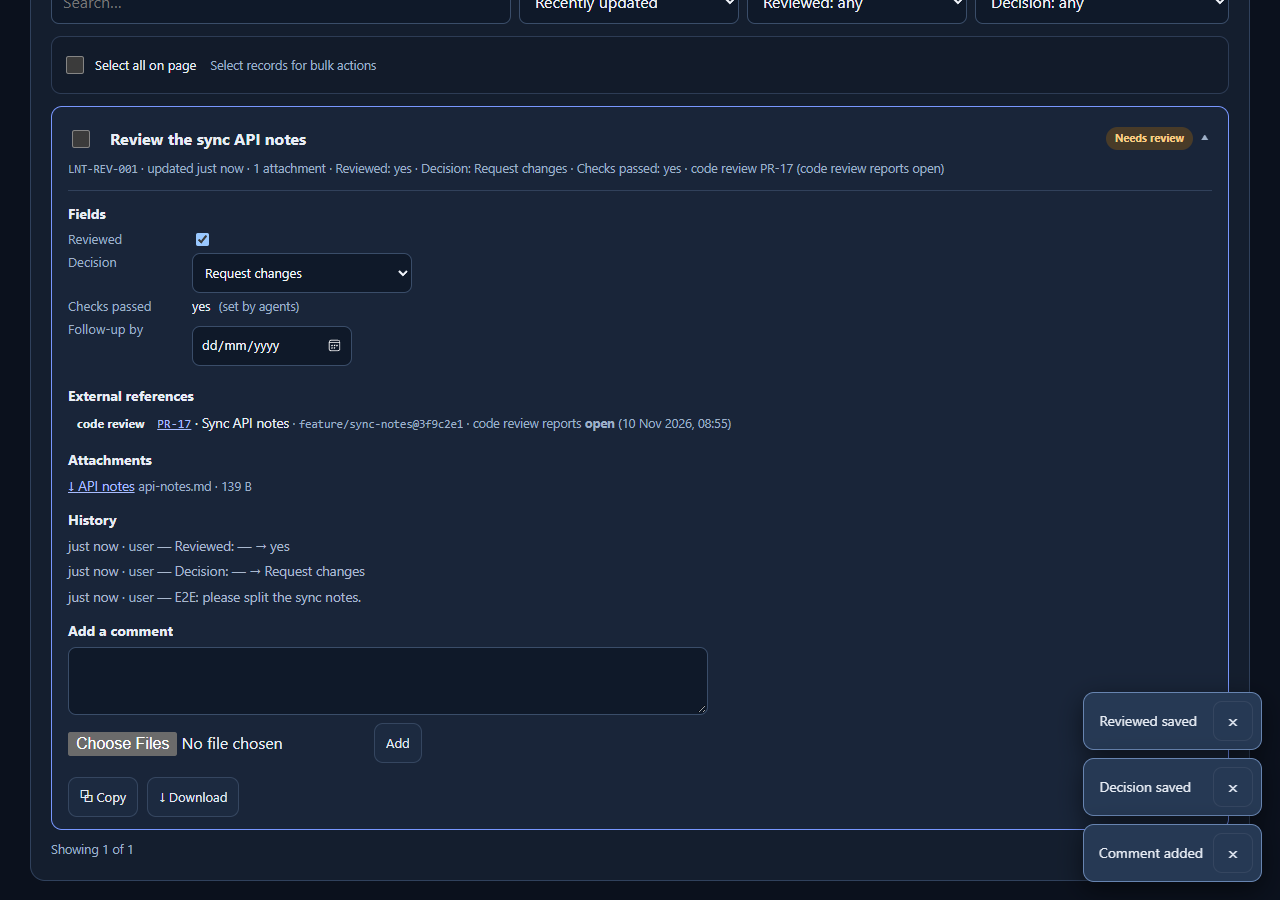 Search...
Recently updated
Reviewed: any
Decision: any
Select all on page Select records for bulk actions
Review the sync API notes
Needs review
LNT-REV-001 · updated just now · 1 attachment · Reviewed: yes · Decision: Request changes · Checks passed: yes · code review PR-17 (code review reports open)
Fields
Reviewed
Decision Request changes
Checks passed yes (set by agents)
Follow-up by dd/mm/yyyy
External references
code review PR-17 · Sync API notes · feature/sync-notes@3f9c2e1 · code review reports open (10 Nov 2026, 08:55)
Attachments
↓ API notes api-notes.md · 139 B
History
just now · user — Reviewed: — → yes
just now · user — Decision: — → Request changes
just now · user — E2E: please split the sync notes.
Add a comment
Choose Files No file chosen Add
Copy ↓ Download
Showing 1 of 1
Reviewed saved ×
Decision saved ×
Comment added ×